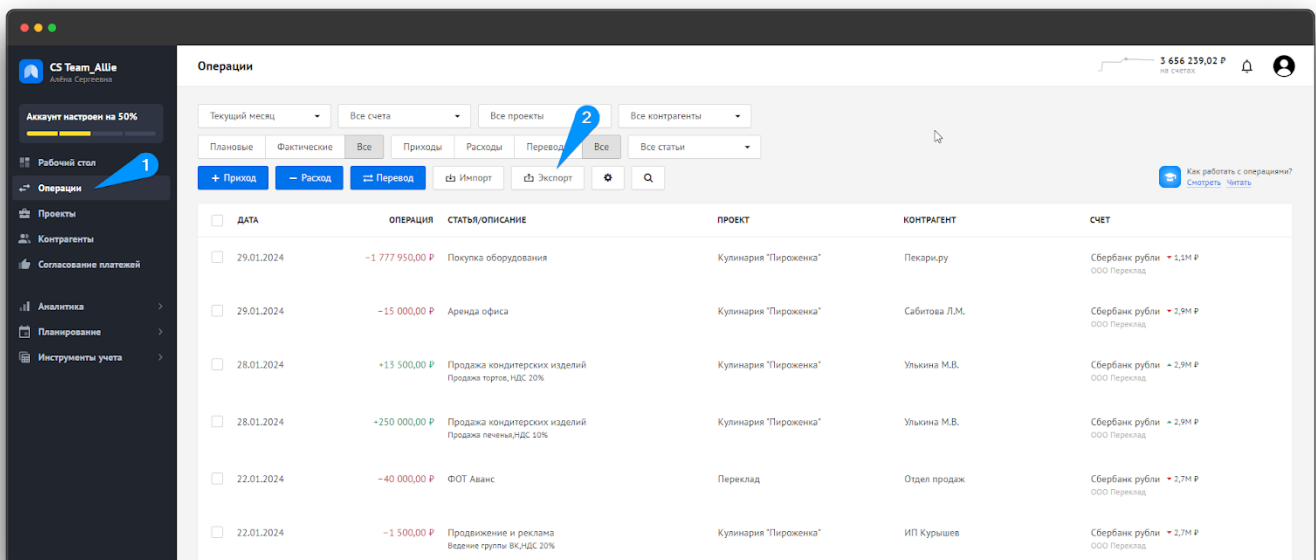 CS Team_Allie
Алёна Сергеевна
Аккаунт настроен на 50%
Рабочий стол
Операции
Проекты
Контрагенты
Согласование платежей
Аналитика
Планирование
Инструменты учета
1
Операции
3 656 239,02 ₽
на счетах
Текущий месяц Все счета Все проекты Все контрагенты
2
Плановые Фактические Все Приходы Расходы Перевод Все Все статьи
+ Приход − Расход Перевод Импорт Экспорт
Как работать с операциями?
Смотреть Читать
ДАТА ОПЕРАЦИЯ СТАТЬЯ/ОПИСАНИЕ ПРОЕКТ КОНТРАГЕНТ СЧЕТ
29.01.2024 −1 777 950,00 ₽ Покупка оборудования Кулинария "Пироженка" Пекари.ру Сбербанк рубли 1,1М ₽
ООО Переклад
29.01.2024 −15 000,00 ₽ Аренда офиса Кулинария "Пироженка" Сабитова Л.М. Сбербанк рубли 2,9М ₽
ООО Переклад
28.01.2024 +13 500,00 ₽ Продажа кондитерских изделий Кулинария "Пироженка" Улькина М.В. Сбербанк рубли 2,9М ₽
Продажа тортов, НДС 20% ООО Переклад
28.01.2024 +250 000,00 ₽ Продажа кондитерских изделий Кулинария "Пироженка" Улькина М.В. Сбербанк рубли 2,9М ₽
Продажа печенья,НДС 10% ООО Переклад
22.01.2024 −40 000,00 ₽ ФОТ Аванс Переклад Отдел продаж Сбербанк рубли 2,7М ₽
ООО Переклад
22.01.2024 −1 500,00 ₽ Продвижение и реклама Кулинария "Пироженка" ИП Курышев Сбербанк рубли 2,7М ₽
Ведение группы ВК,НДС 20% ООО Переклад